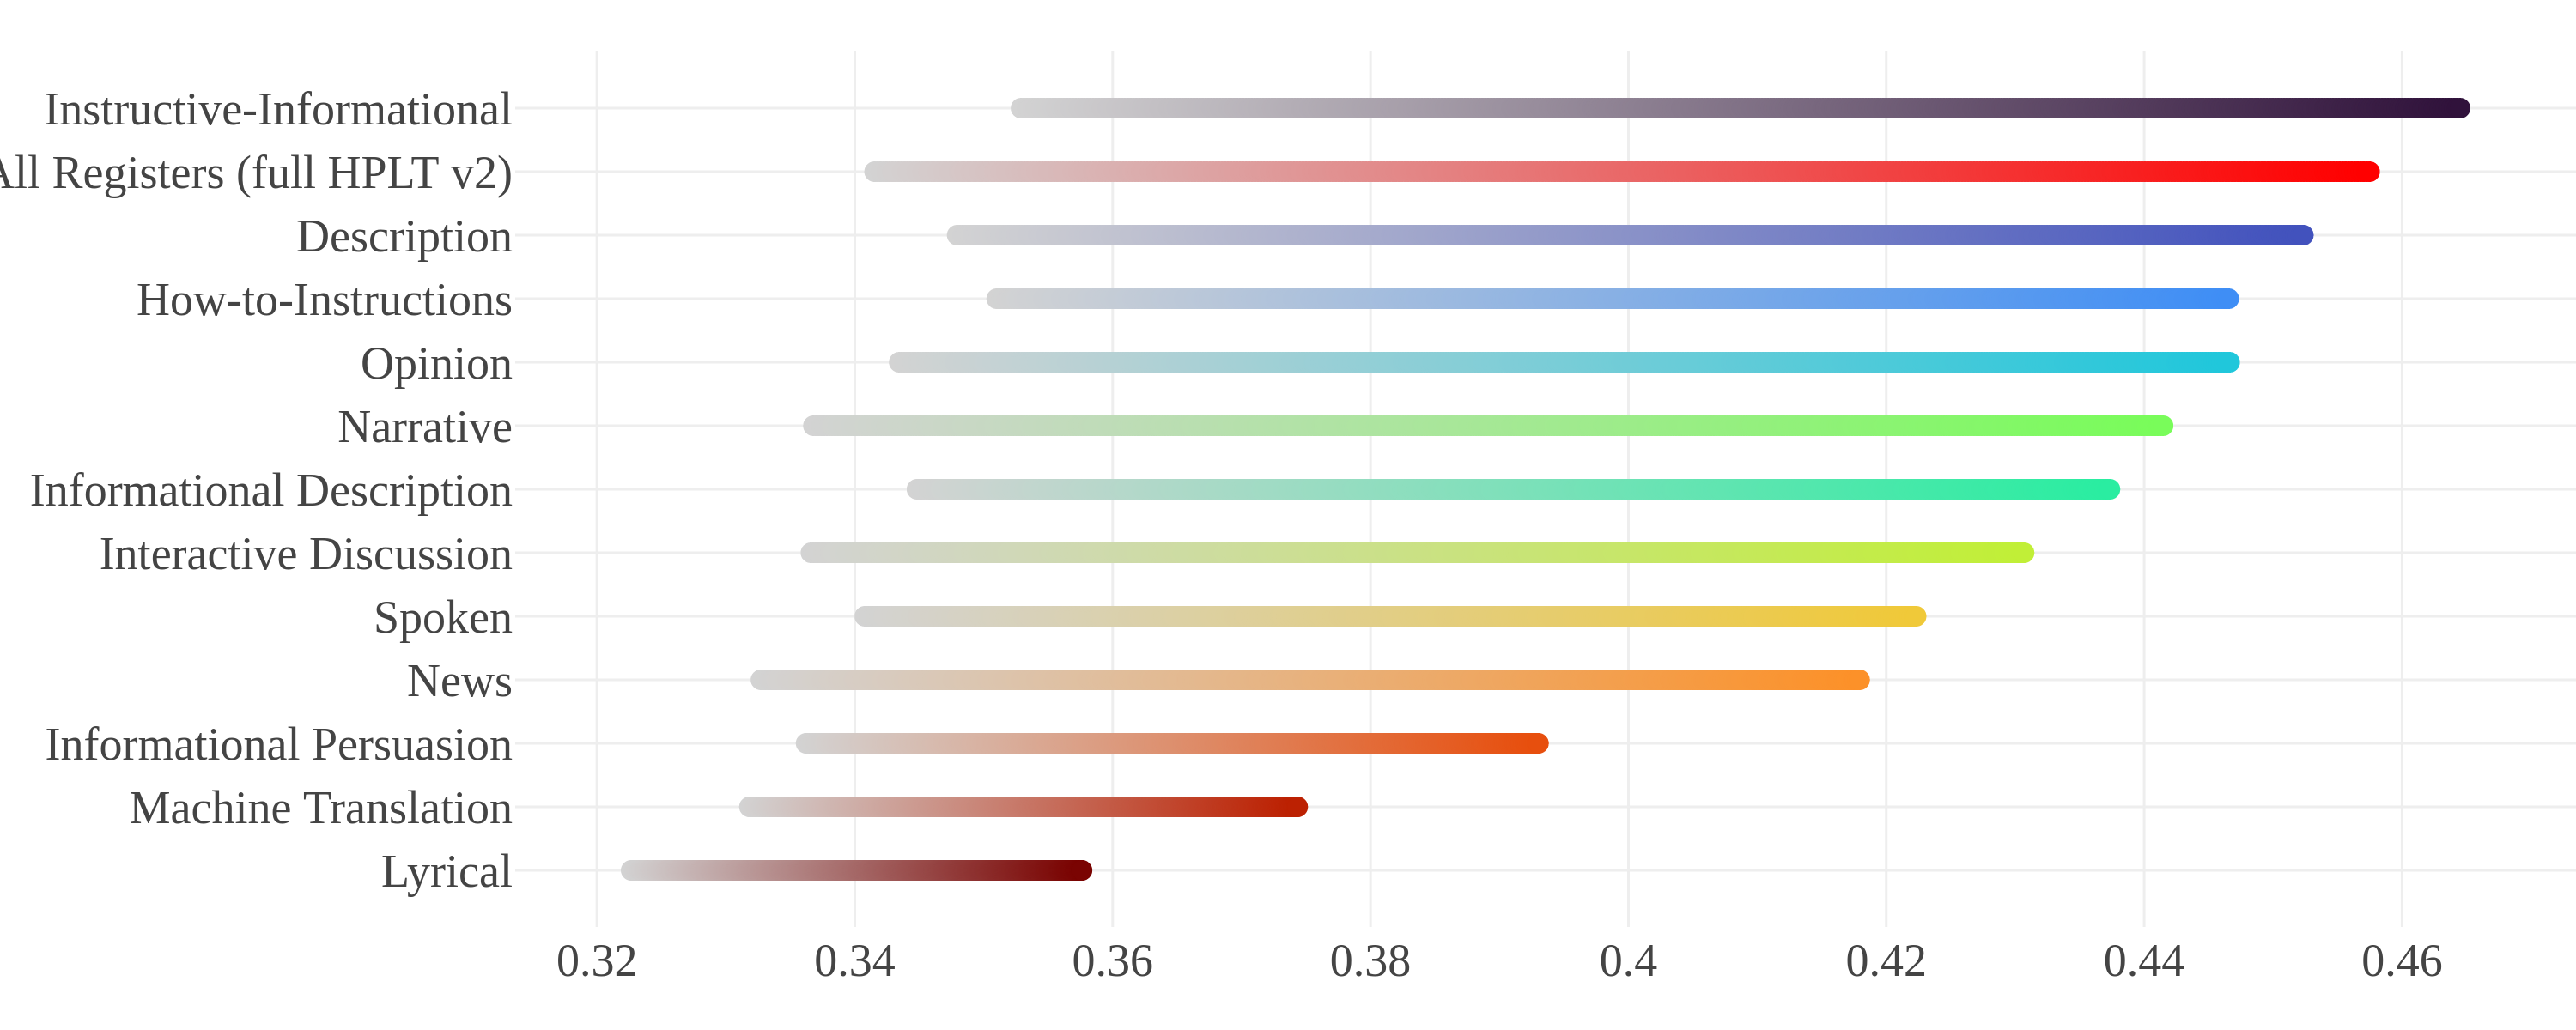 Instructive-Informational
All Registers (full HPLT v2)
Description
How-to-Instructions
Opinion
Narrative
Informational Description
Interactive Discussion
Spoken
News
Informational Persuasion
Machine Translation
Lyrical
0.32 0.34 0.36 0.38 0.4 0.42 0.44 0.46